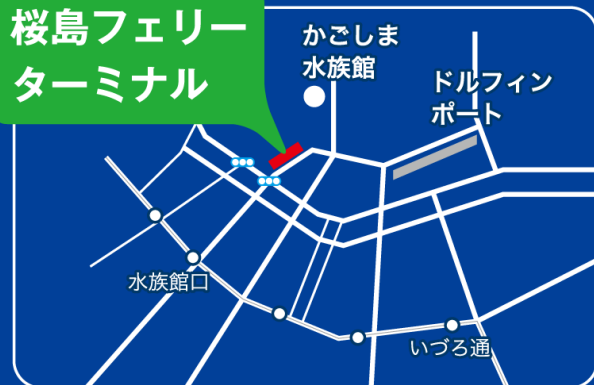 桜島フェリー
ターミナル
かごしま
水族館
ドルフィン
ポート
水族館口
いづろ通